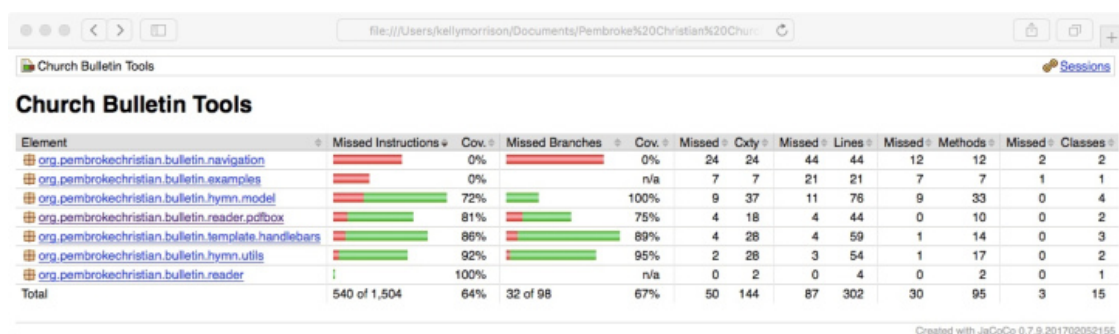 file:///Users/kellymorrison/Documents/Pembroke%20Christian%20Churc
Church Bulletin Tools Sessions
Church Bulletin Tools
Element Missed Instructions Cov. Missed Branches Cov. Missed Cxty Missed Lines Missed Methods Missed Classes
org.pembrokechristian.bulletin.navigation 0% 0% 24 24 44 44 12 12 2 2
org.pembrokechristian.bulletin.examples 0% n/a 7 7 21 21 7 7 1 1
org.pembrokechristian.bulletin.hymn.model 72% 100% 9 37 11 76 9 33 0 4
org.pembrokechristian.bulletin.reader.pdfbox 81% 75% 4 18 4 44 0 10 0 2
org.pembrokechristian.bulletin.template.handlebars 86% 89% 4 28 4 59 1 14 0 3
org.pembrokechristian.bulletin.hymn.utils 92% 95% 2 28 3 54 1 17 0 2
org.pembrokechristian.bulletin.reader 100% n/a 0 2 0 4 0 2 0 1
Total 540 of 1,504 64% 32 of 98 67% 50 144 87 302 30 95 3 15
Created with JaCoCo 0.7.9.201702052155